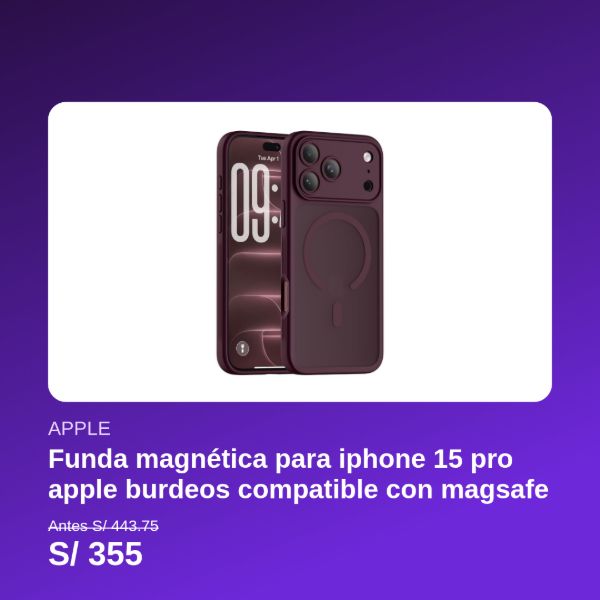 Tue Apr 1
09:
APPLE
Funda magnética para iphone 15 pro
apple burdeos compatible con magsafe
Antes S/ 443.75
S/ 355